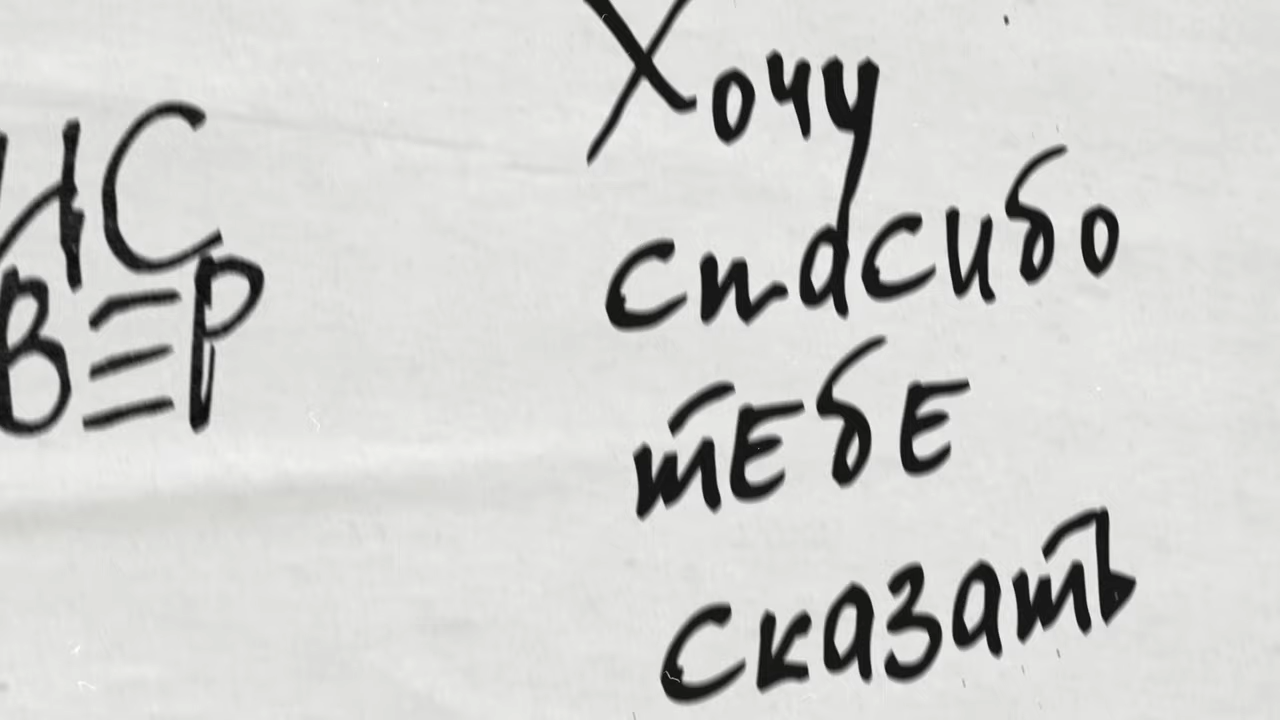 Хочу
спасибо
тебе
сказать